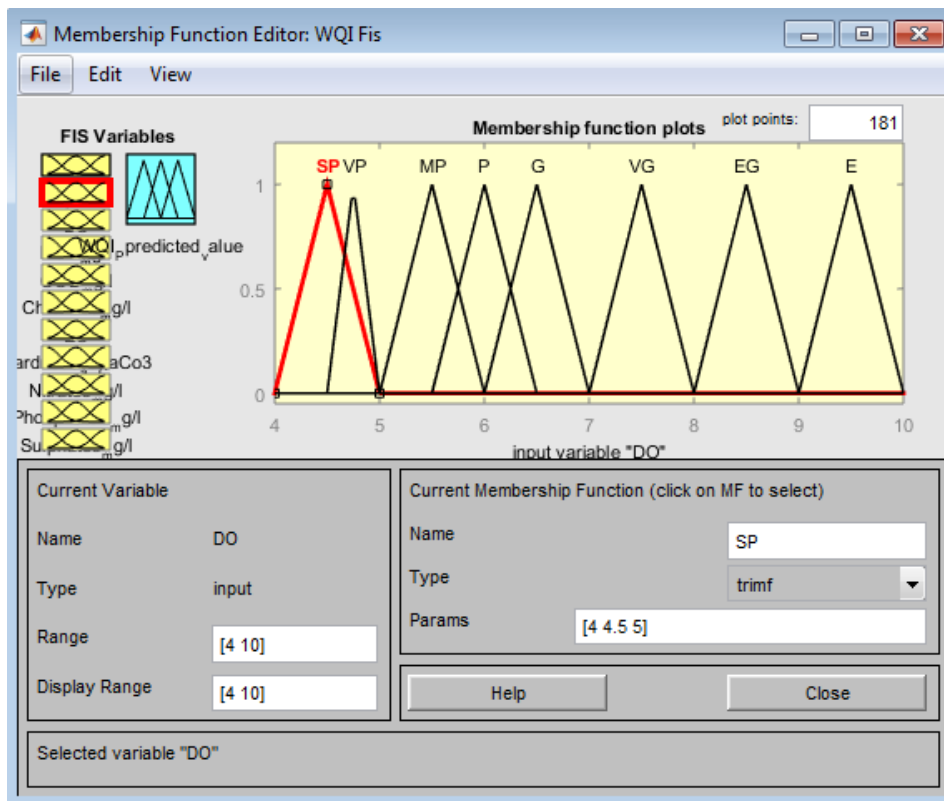 Membership Function Editor: WQI Fis
File Edit View
FIS Variables
Membership function plots
plot points:
181
SP VP MP P G VG EG E
1
0.5
0
4 5 6 7 8 9 10
input variable "DO"
g/l
aCo3
g/l
g/l
g/l
Current Variable
Name DO
Type input
Range [4 10]
Display Range [4 10]
Current Membership Function (click on MF to select)
Name SP
Type trimf
Params [4 4.5 5]
Help Close
Selected variable "DO"